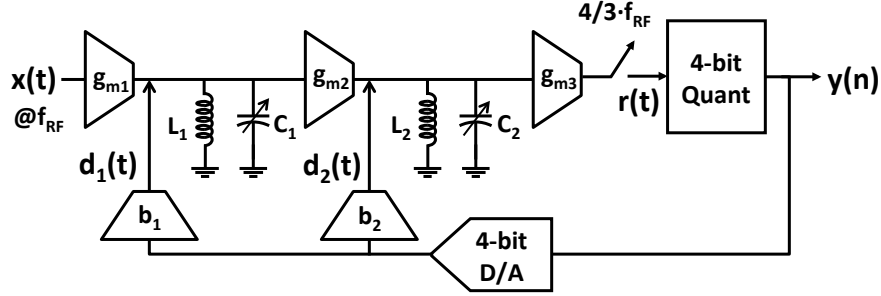 4/3·f_RF
x(t)
@f_RF
g_m1
g_m2
g_m3
4-bit
Quant
y(n)
r(t)
L_1
C_1
L_2
C_2
d_1(t)
d_2(t)
b_1
b_2
4-bit
D/A